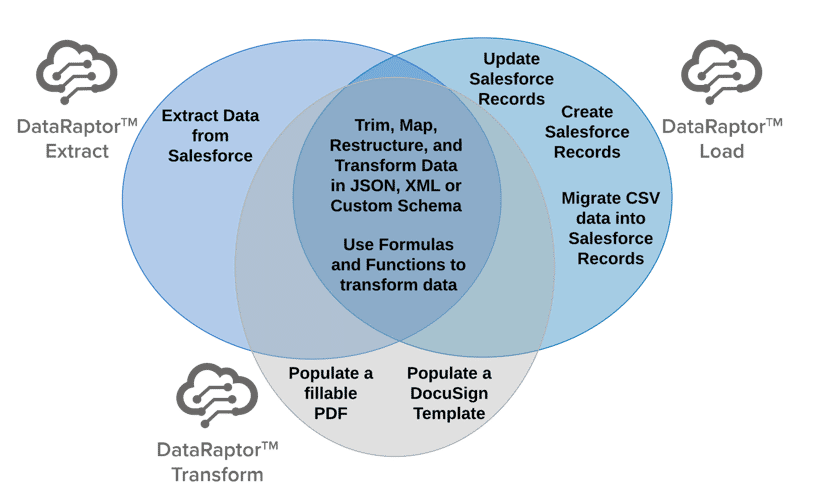 DataRaptor™
Extract
Extract Data
from
Salesforce
Trim, Map,
Restructure, and
Transform Data
in JSON, XML or
Custom Schema
Use Formulas
and Functions to
transform data
Update
Salesforce
Records
Create
Salesforce
Records
Migrate CSV
data into
Salesforce
Records
DataRaptor™
Load
Populate a
fillable
PDF
Populate a
DocuSign
Template
DataRaptor™
Transform